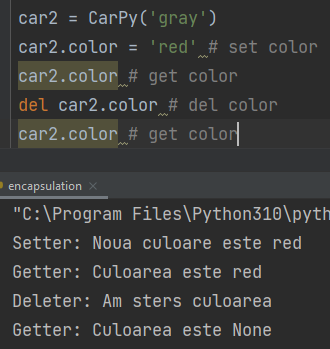 car2 = CarPy('gray')
car2.color = 'red' # set color
car2.color # get color
del car2.color # del color
car2.color # get color
encapsulation
"C:\Program Files\Python310\pyth
Setter: Noua culoare este red
Getter: Culoarea este red
Deleter: Am sters culoarea
Getter: Culoarea este None